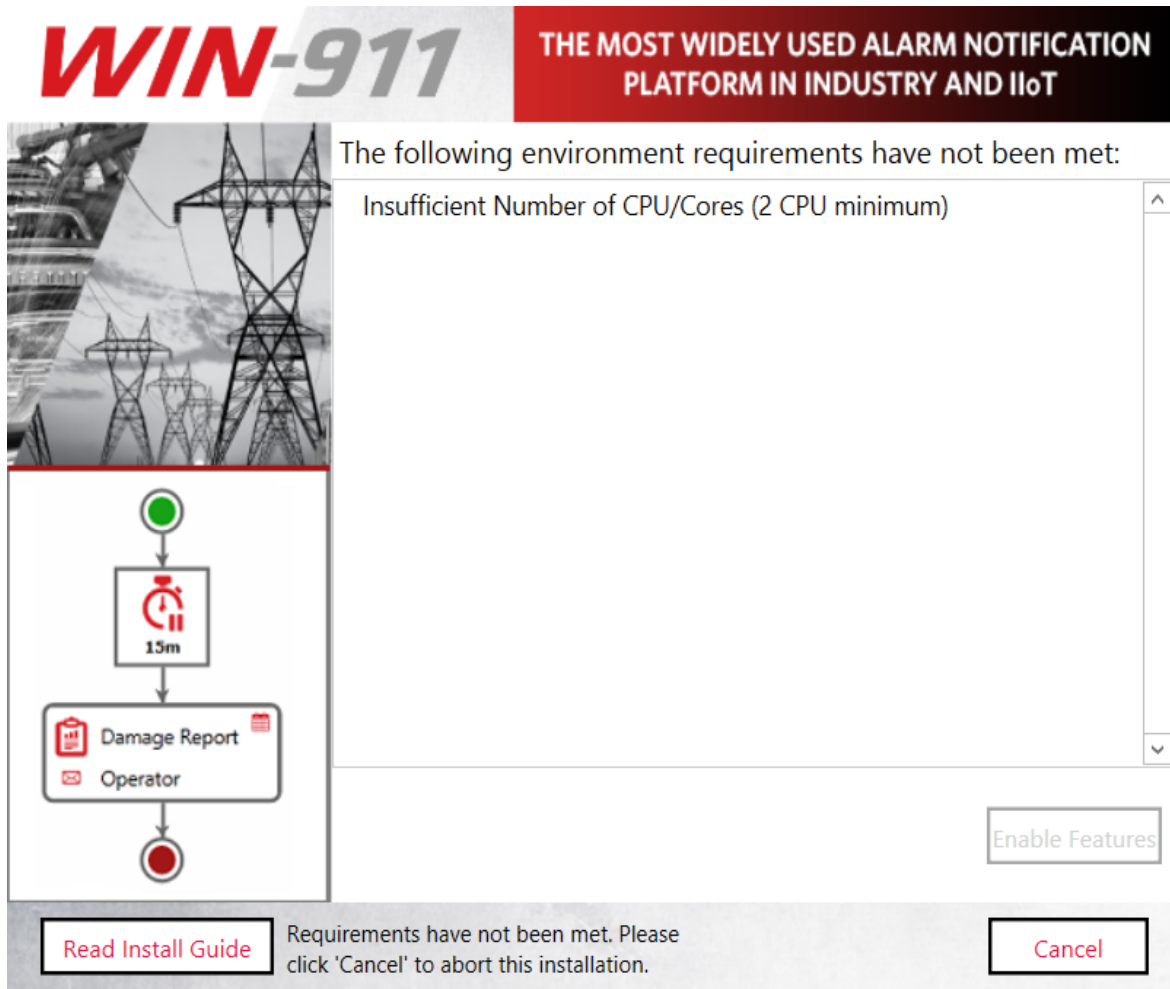 WIN-911
THE MOST WIDELY USED ALARM NOTIFICATION
PLATFORM IN INDUSTRY AND IIoT
The following environment requirements have not been met:
Insufficient Number of CPU/Cores (2 CPU minimum)
15m
Damage Report
Operator
Enable Features
Read Install Guide
Requirements have not been met. Please
click 'Cancel' to abort this installation.
Cancel